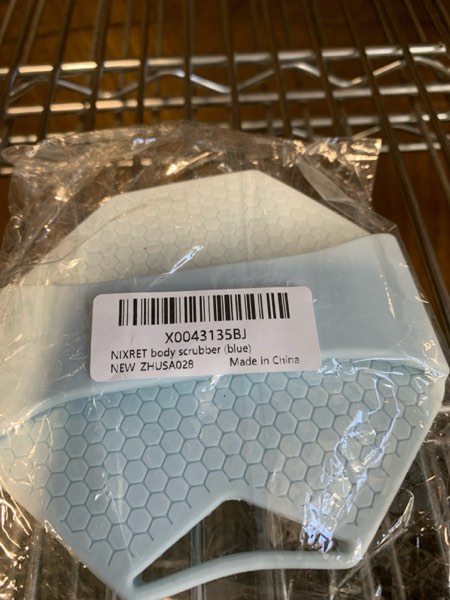 X0043135BJ
NIXRET body scrubber (blue)
NEW ZHUSA028 Made in China